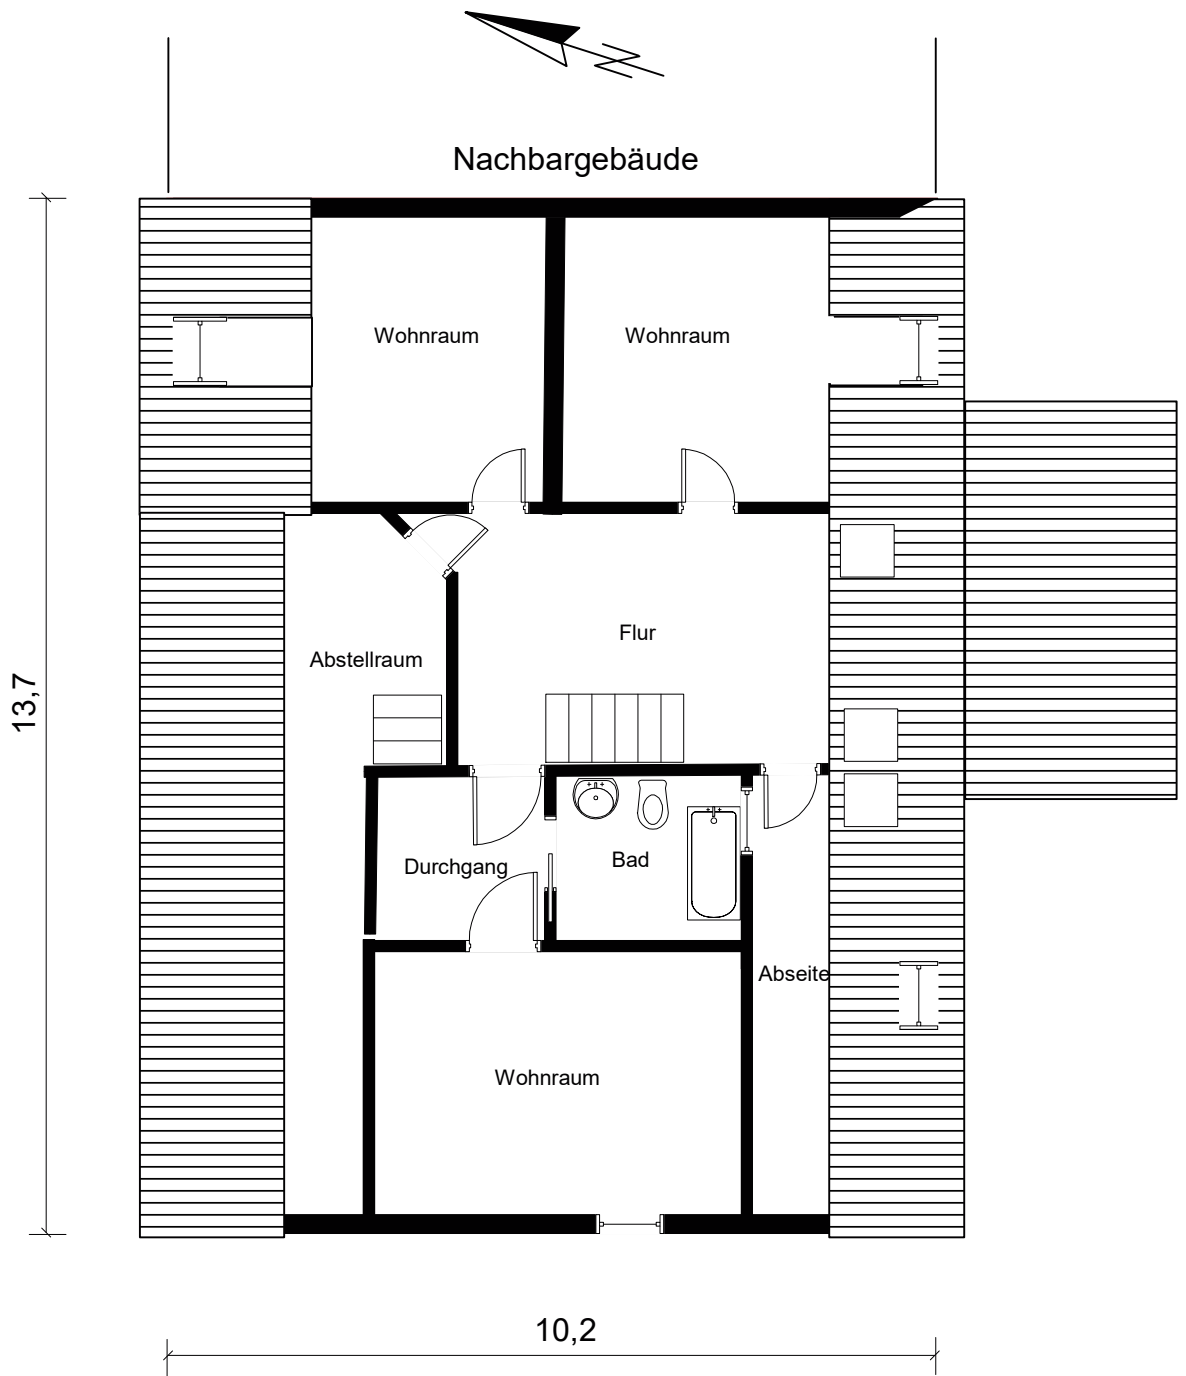 Nachbargebäude
Wohnraum
Wohnraum
Flur
Abstellraum
13,7
Durchgang
Bad
Abseite
Wohnraum
10,2